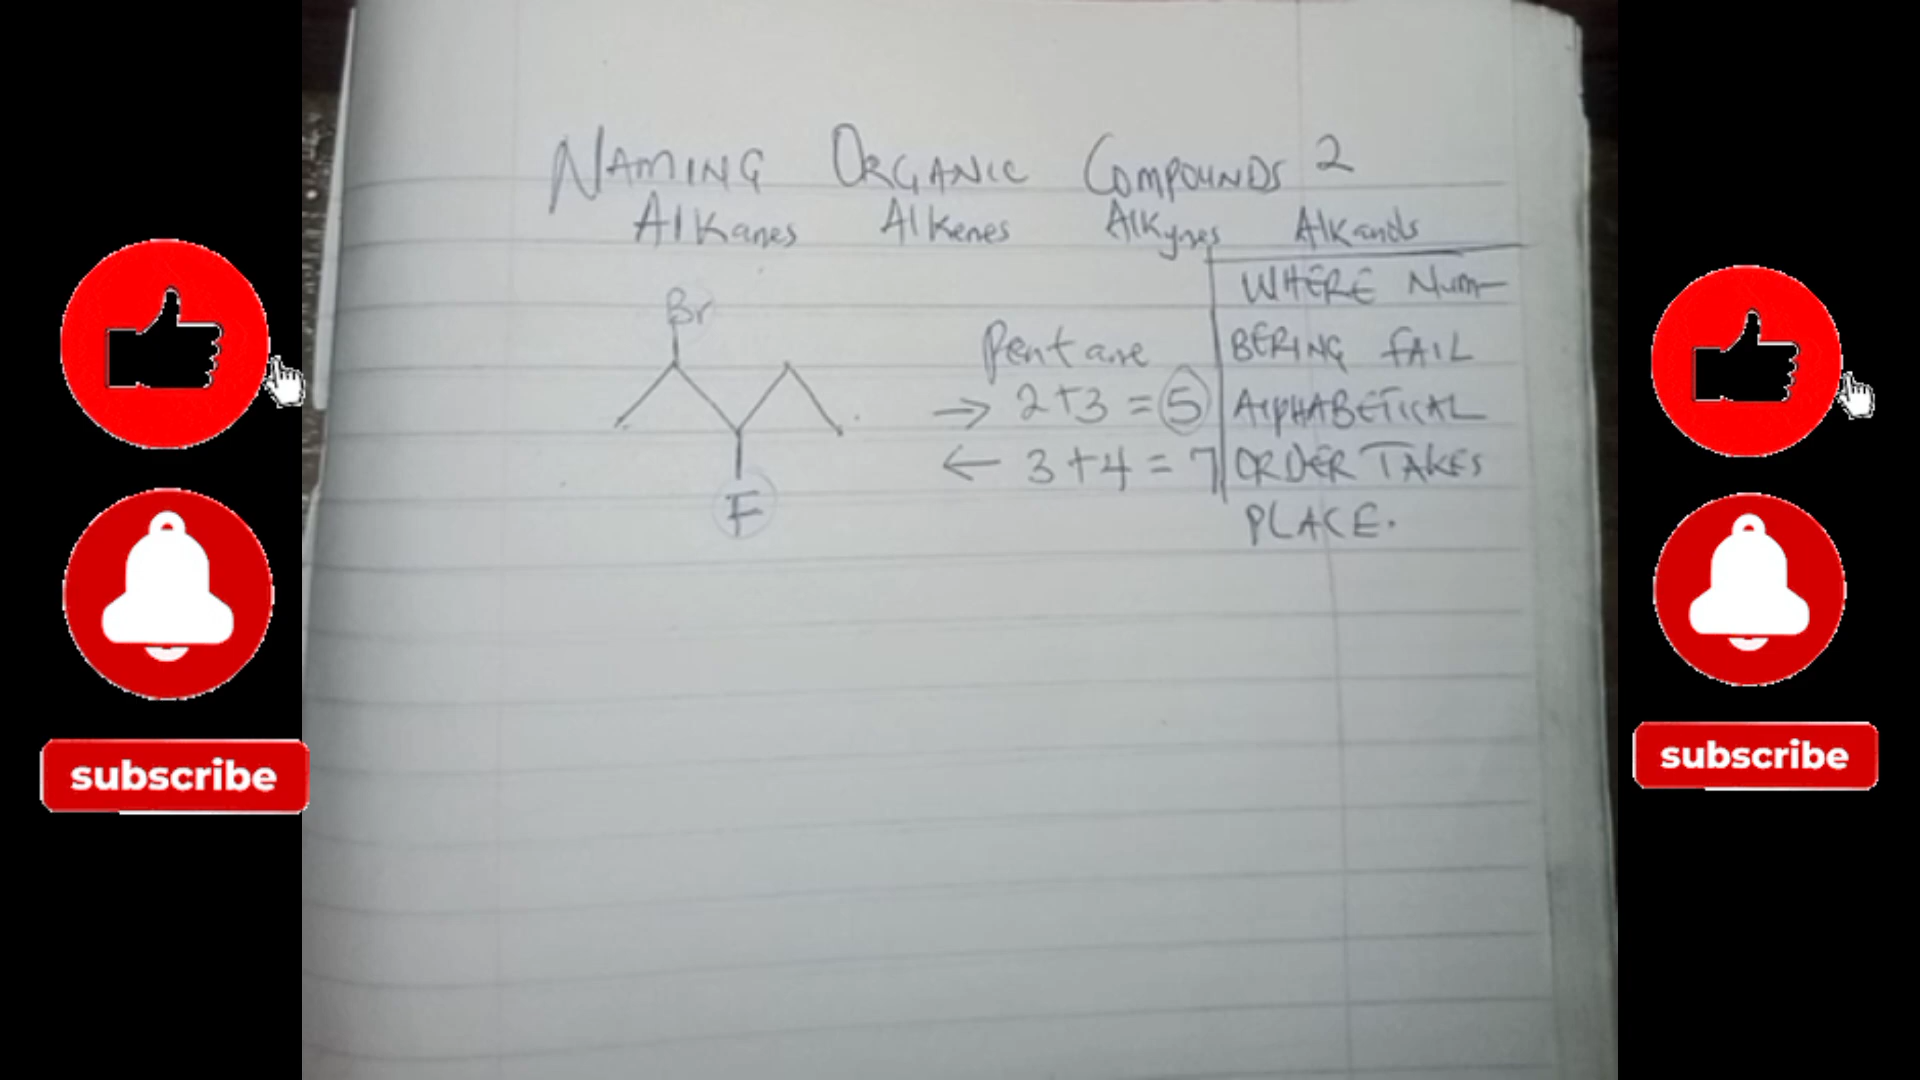 NAMING ORGANIC COMPOUNDS 2
Alkanes Alkenes Alkynes Alkanols
WHERE NUM-
BERING FAIL
ALPHABETICAL
ORDER TAKES
PLACE.
Br
F
Pentane
→ 2+3 = 5
← 3+4 = 7
subscribe
subscribe